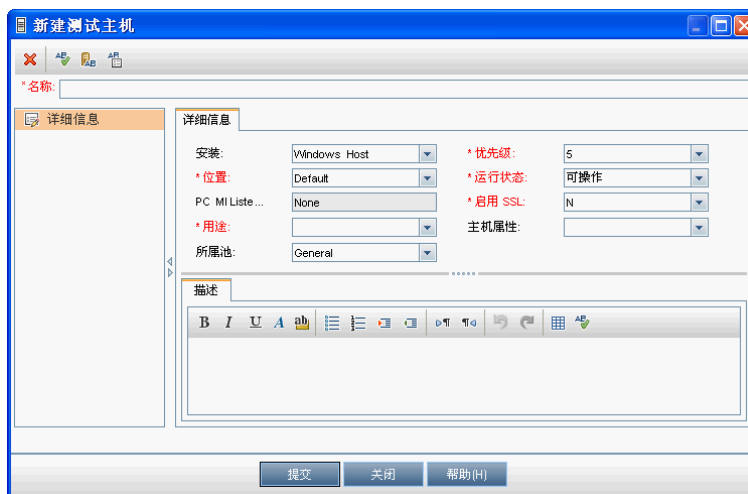 新建测试主机
*名称:
详细信息
详细信息
安装: Windows Host *优先级: 5
*位置: Default *运行状态: 可操作
PC MI Liste... None *启用 SSL: N
*用途: 主机属性:
所属池: General
描述
B I U A ab
提交 关闭 帮助(H)